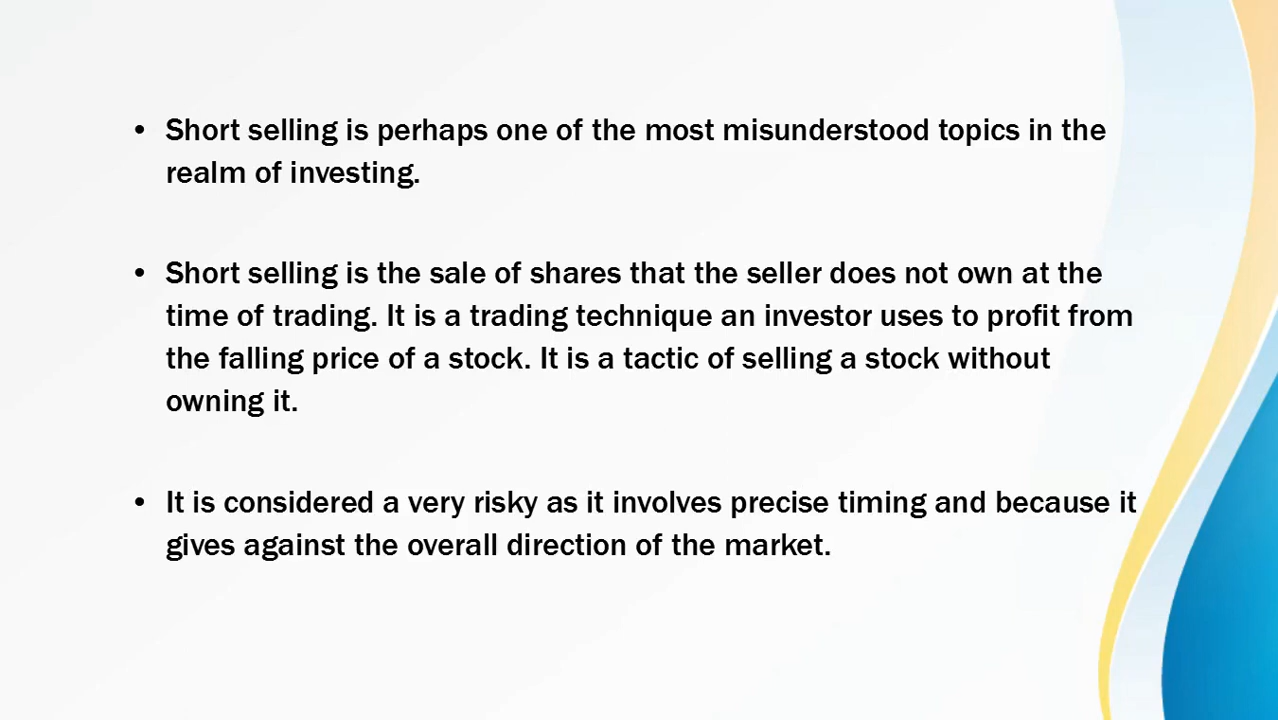 • Short selling is perhaps one of the most misunderstood topics in the
realm of investing.
• Short selling is the sale of shares that the seller does not own at the
time of trading. It is a trading technique an investor uses to profit from
the falling price of a stock. It is a tactic of selling a stock without
owning it.
• It is considered a very risky as it involves precise timing and because it
gives against the overall direction of the market.